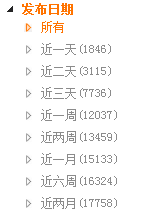 发布日期
所有
近一天(1846)
近二天(3115)
近三天(7736)
近一周(12037)
近两周(13459)
近一月(15133)
近六周(16324)
近两月(17758)